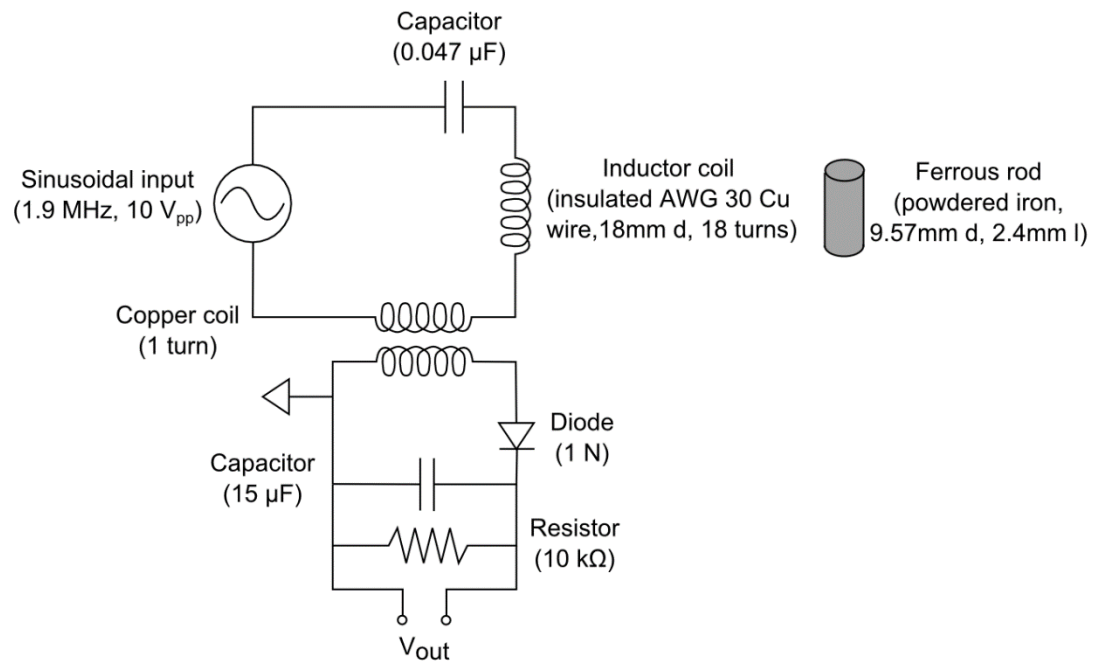 Capacitor
(0.047 µF)
Sinusoidal input
(1.9 MHz, 10 Vpp)
Inductor coil
(insulated AWG 30 Cu
wire,18mm d, 18 turns)
Ferrous rod
(powdered iron,
9.57mm d, 2.4mm l)
Copper coil
(1 turn)
Diode
(1 N)
Capacitor
(15 µF)
Resistor
(10 kΩ)
Vout